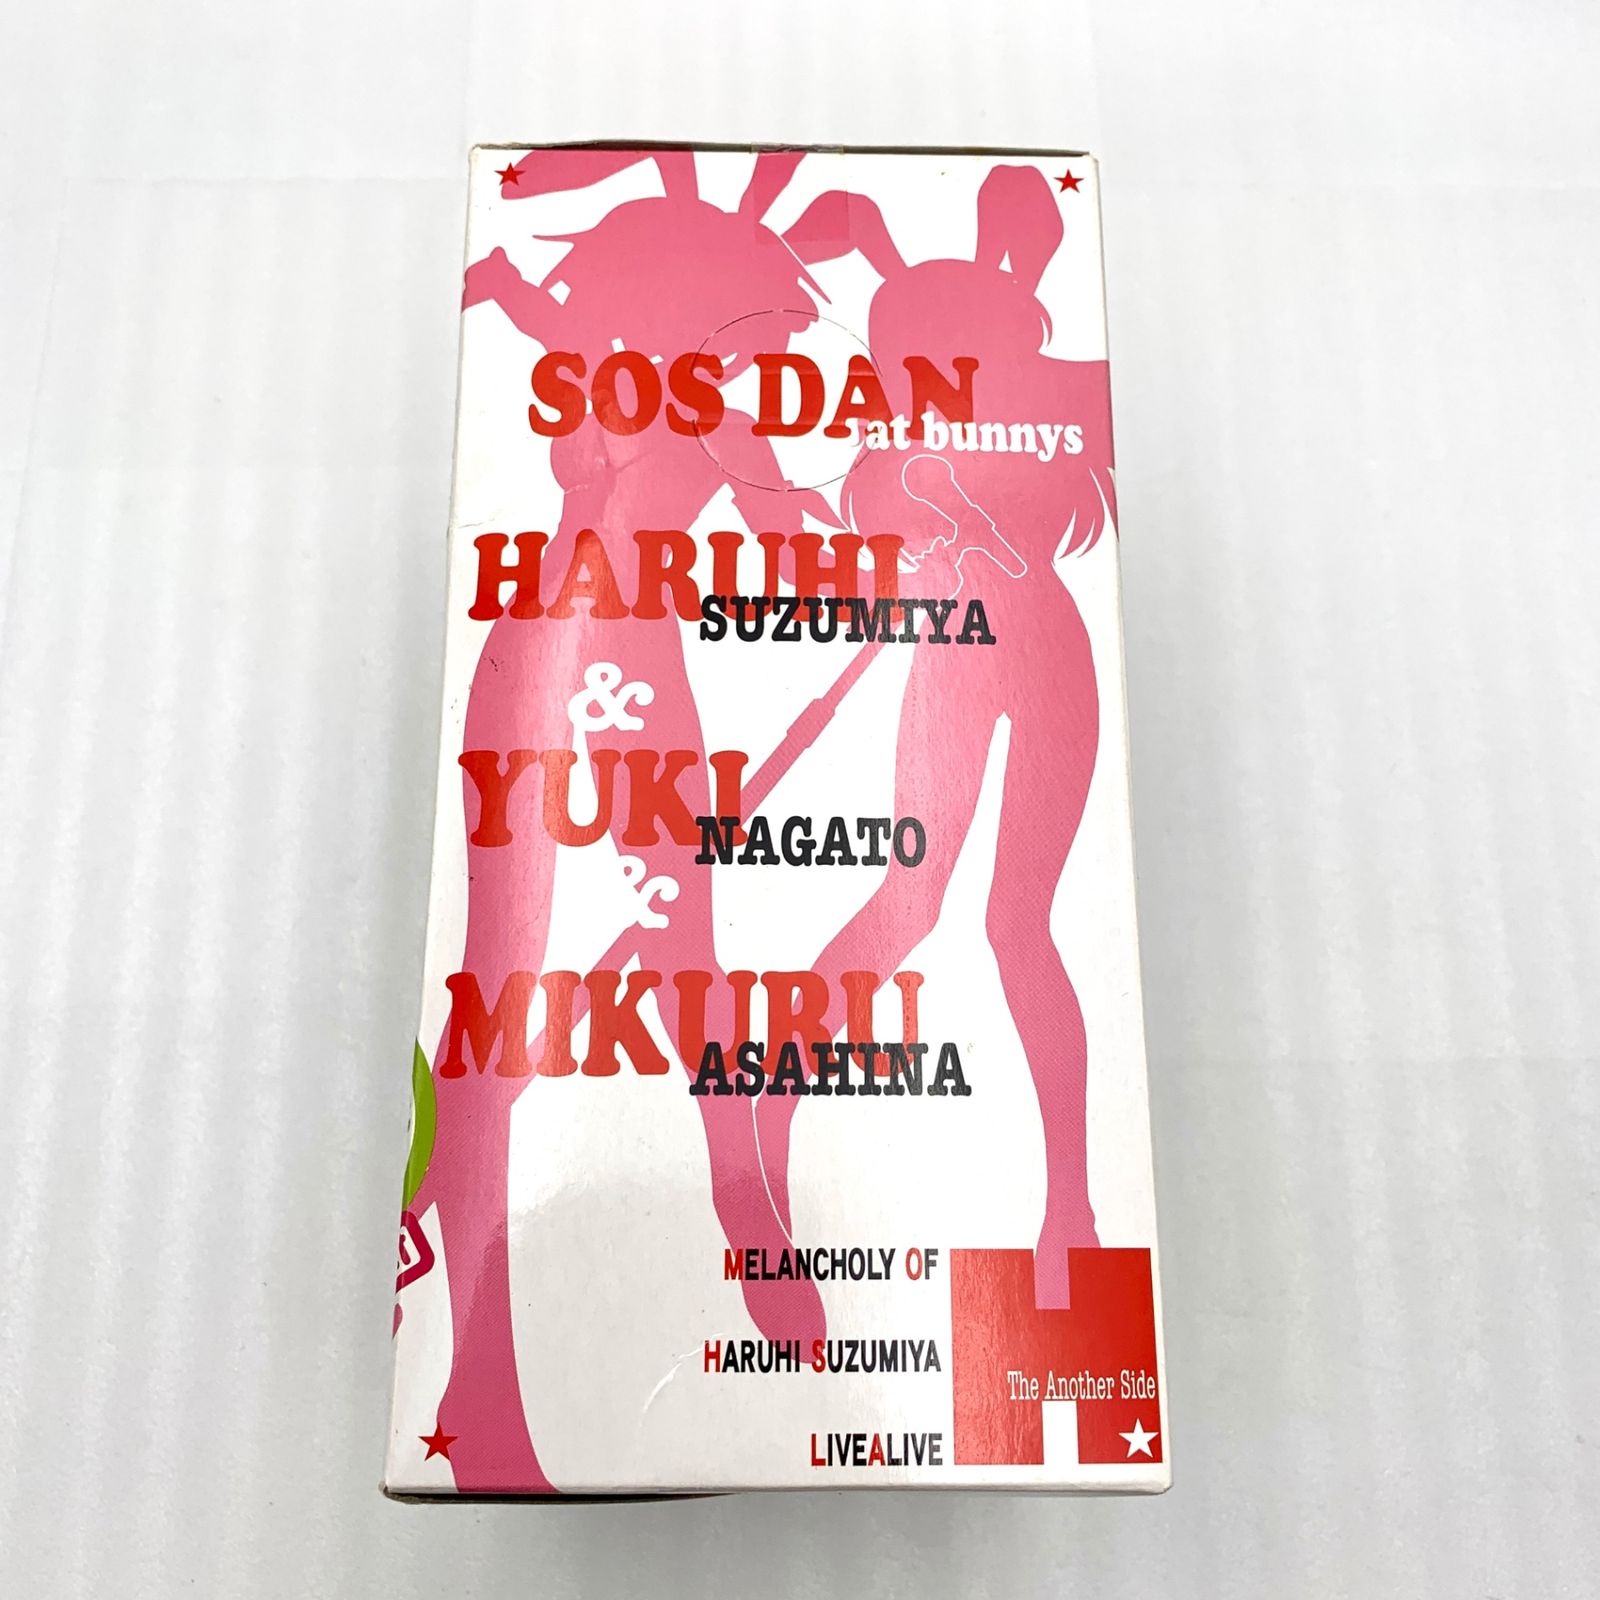 SOS DAN
at bunnys
HARUHI
SUZUMIYA
&
YUKI
NAGATO
&
MIKURU
ASAHINA
MELANCHOLY OF
HARUHI SUZUMIYA
LIVEALIVE
The Another Side